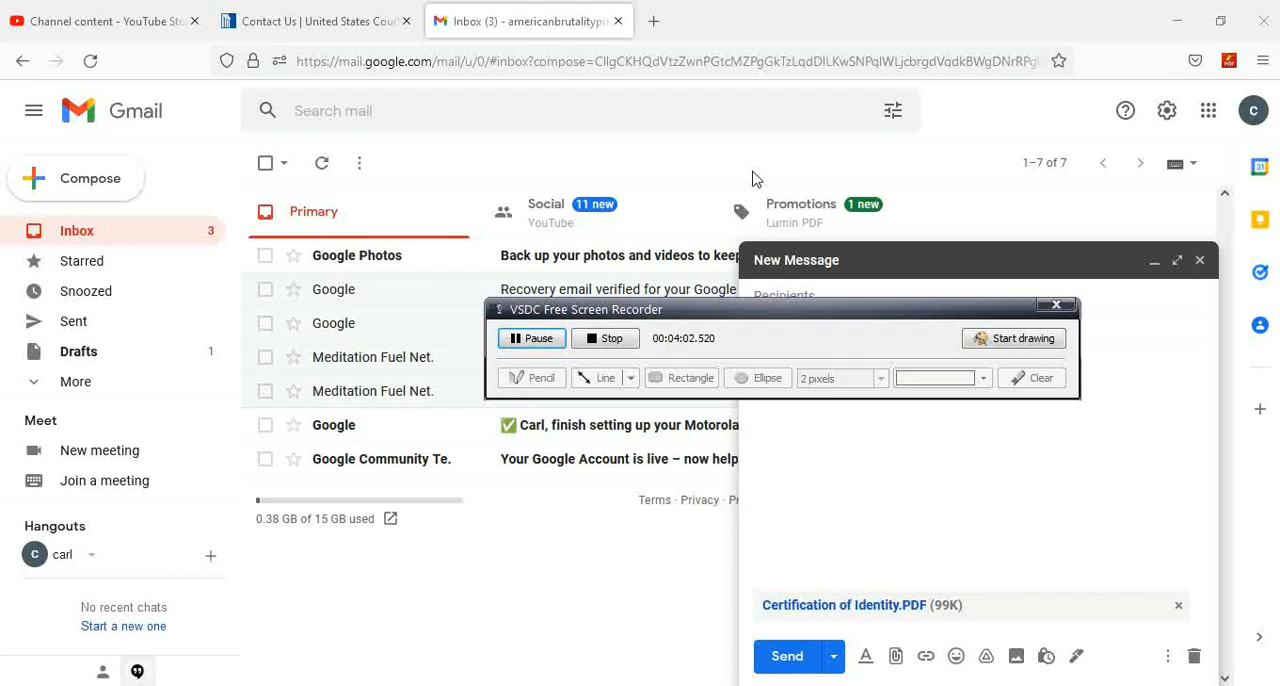 Channel content - YouTube Stu
Contact Us | United States Cou
Inbox (3) - americanbrutalitypr
https://mail.google.com/mail/u/0/#inbox?compose=
Gmail
Search mail
C
Compose
1–7 of 7
Inbox 3
Starred
Snoozed
Sent
Drafts 1
More
Primary
Social 11 new
YouTube
Promotions 1 new
Lumin PDF
Google Photos Back up your photos and videos to keep
Google Recovery email verified for your Google
Google
Meditation Fuel Net.
Meditation Fuel Net.
Google ✅ Carl, finish setting up your Motorola
Google Community Te. Your Google Account is live – now help
0.38 GB of 15 GB used
Terms · Privacy · Pr
Meet
New meeting
Join a meeting
Hangouts
C carl
No recent chats
Start a new one
New Message
Recipients
VSDC Free Screen Recorder
Pause Stop 00:04:02.520 Start drawing
Pencil Line Rectangle Ellipse 2 pixels Clear
Certification of Identity.PDF (99K)
Send
31